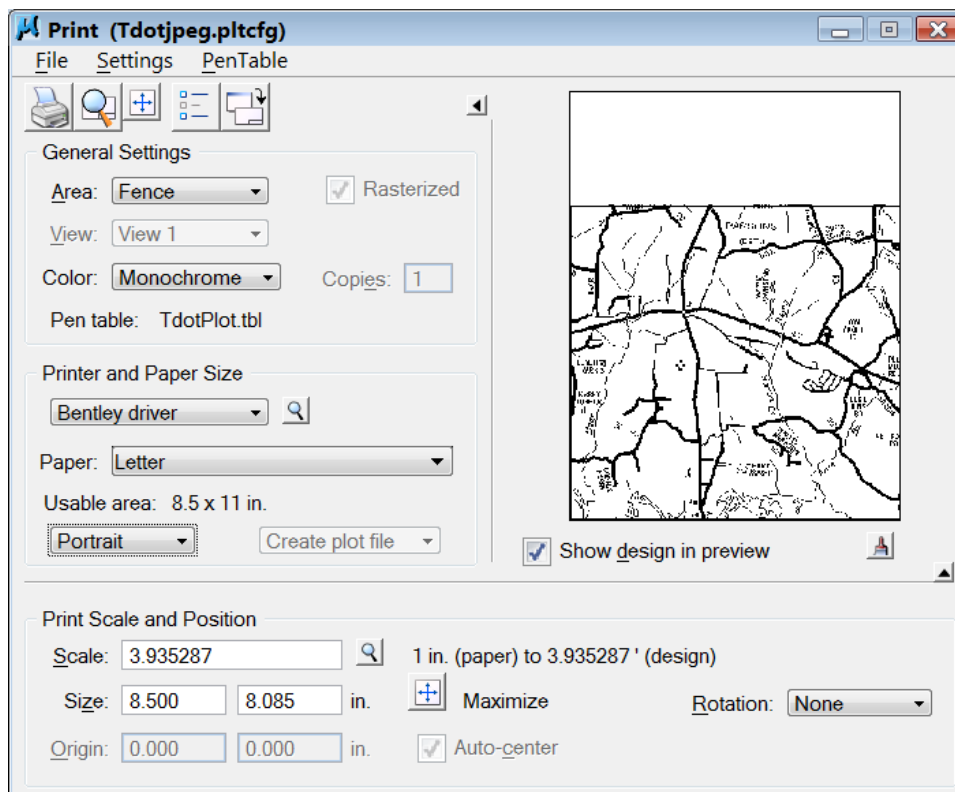 Print (Tdotjpeg.pltcfg)
File Settings PenTable
General Settings
Area: Fence Rasterized
View: View 1
Color: Monochrome Copies: 1
Pen table: TdotPlot.tbl
Printer and Paper Size
Bentley driver
Paper: Letter
Usable area: 8.5 x 11 in.
Portrait Create plot file
Show design in preview
Print Scale and Position
Scale: 3.935287 1 in. (paper) to 3.935287 ' (design)
Size: 8.500 8.085 in. Maximize Rotation: None
Origin: 0.000 0.000 in. Auto-center